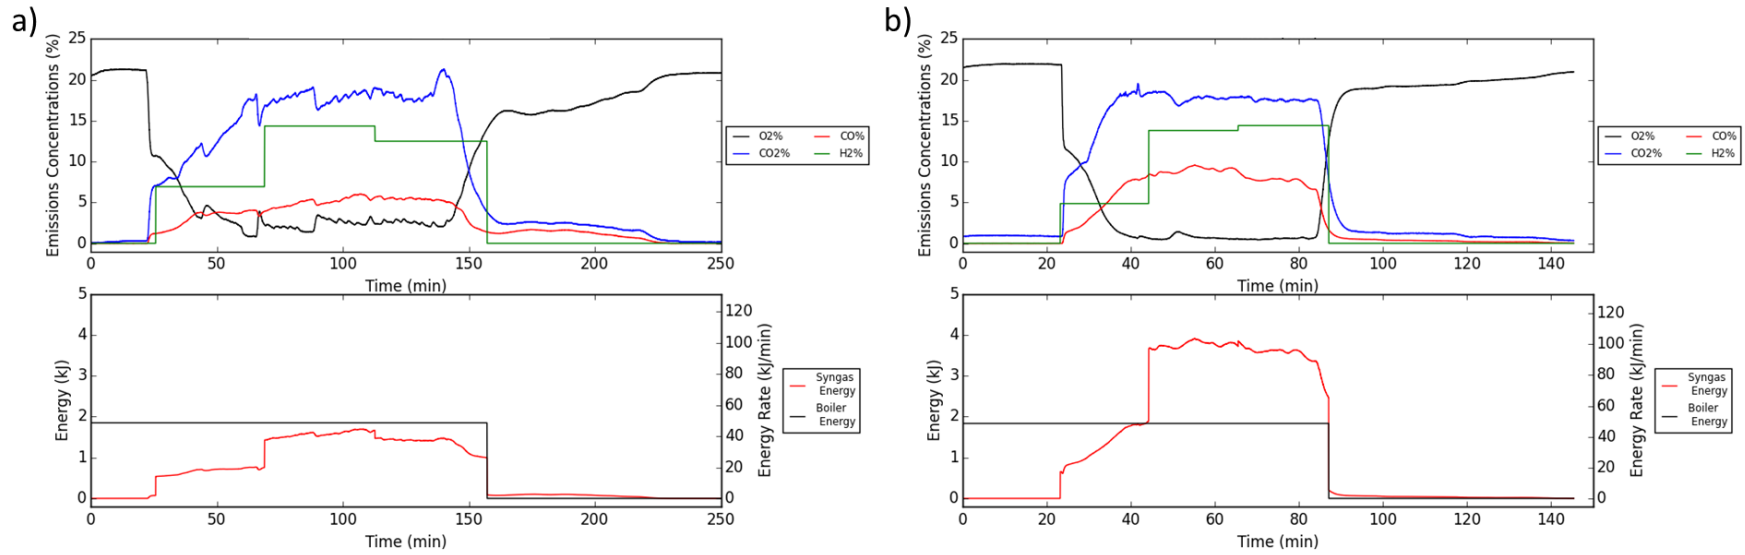 a)
25
20
15
10
5
0
Emissions Concentrations (%)
0 50 100 150 200 250
Time (min)
O2% CO%
CO2% H2%
5
4
3
2
1
0
Energy (kJ)
120
100
80
60
40
20
0
Energy Rate (kJ/min)
0 50 100 150 200 250
Time (min)
Syngas
Energy
Boiler
Energy
b)
25
20
15
10
5
0
Emissions Concentrations (%)
0 20 40 60 80 100 120 140
Time (min)
O2% CO%
CO2% H2%
5
4
3
2
1
0
Energy (kJ)
120
100
80
60
40
20
0
Energy Rate (kJ/min)
0 20 40 60 80 100 120 140
Time (min)
Syngas
Energy
Boiler
Energy